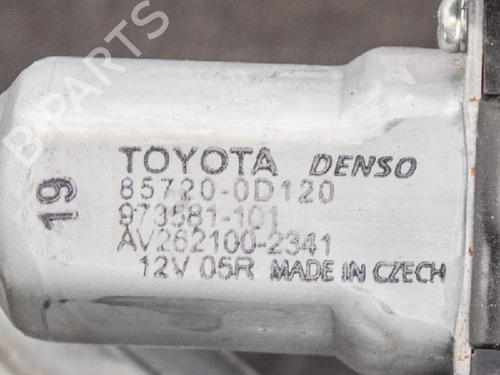 TOYOTA DENSO
85720-0D120
973581-101
AV262100-2341
12V 05R MADE IN CZECH
19
B-PARTS